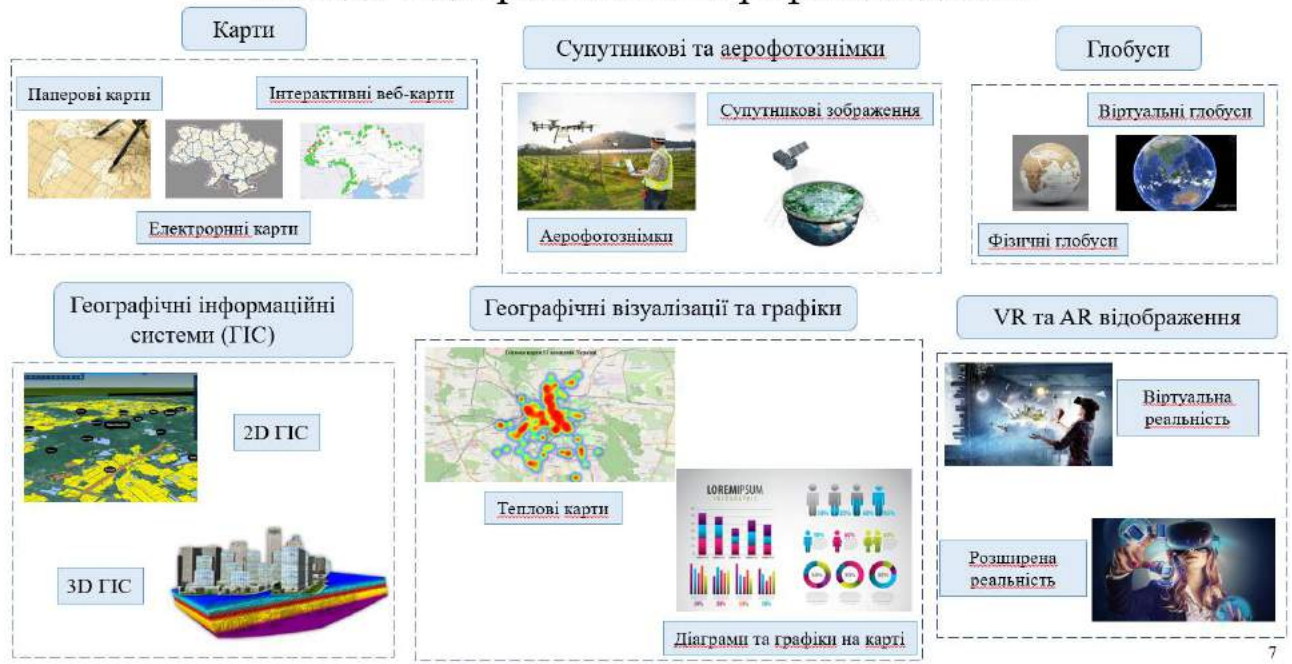 Карти
Паперові карти
Інтерактивні веб-карти
Електрорнні карти
Супутникові та аерофотознімки
Супутникові зображення
Аерофотознімки
Глобуси
Віртуальні глобуси
Фізичні глобуси
Географічні інформаційні
системи (ГІС)
2D ГІС
3D ГІС
Географічні візуалізації та графіки
Теплові карти
LOREMIPSUM
Діаграми та графіки на карті
VR та AR відображення
Віртуальна
реальність
Розширена
реальність
7